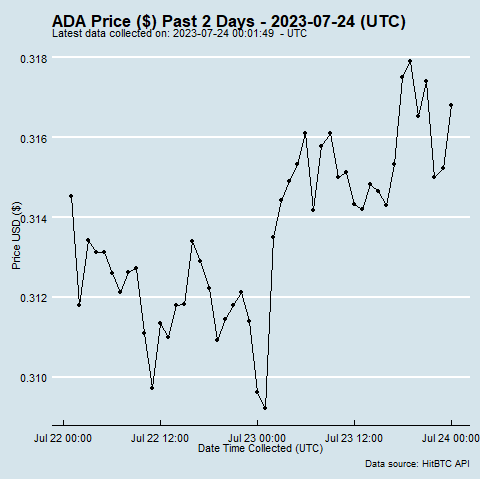 ADA Price ($) Past 2 Days - 2023-07-24 (UTC)
Latest data collected on: 2023-07-24 00:01:49 - UTC
0.318
0.316
0.314
0.312
0.310
Price USD ($)
Jul 22 00:00 Jul 22 12:00 Jul 23 00:00 Jul 23 12:00 Jul 24 00:00
Date Time Collected (UTC)
Data source: HitBTC API